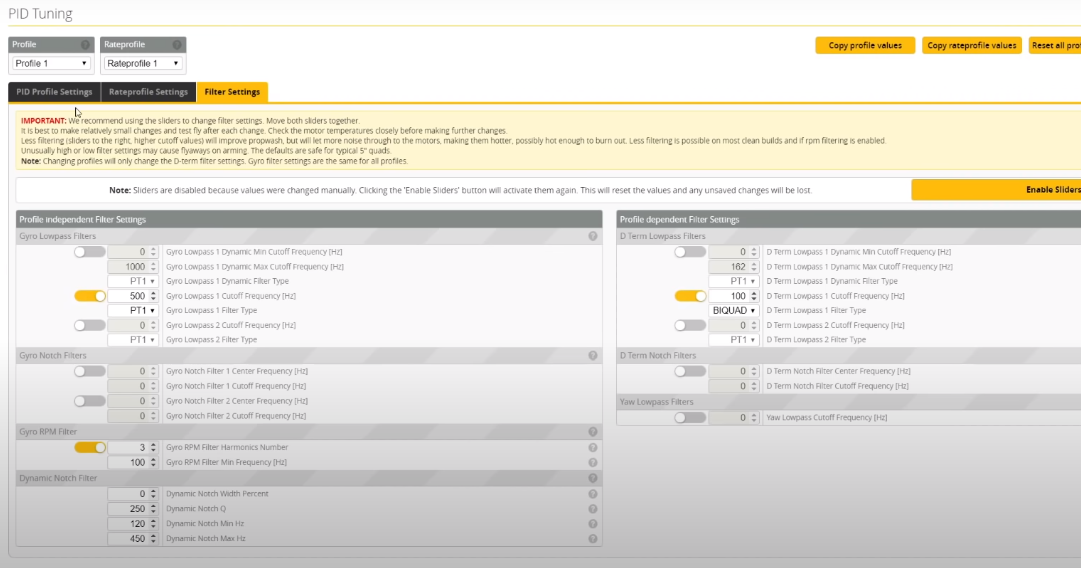 PID Tuning
Profile
Rateprofile
Profile 1
Rateprofile 1
Copy profile values
Copy rateprofile values
Reset all pro
PID Profile Settings
Rateprofile Settings
Filter Settings
IMPORTANT: We recommend using the sliders to change filter settings. Move both sliders together.
It is best to make relatively small changes and test fly after each change. Check the motor temperatures closely before making further changes.
Less filtering (sliders to the right, higher cutoff values) will improve propwash, but will let more noise through to the motors, making them hotter, possibly hot enough to burn out. Less filtering is possible on most clean builds and if rpm filtering is enabled.
Unusually high or low filter settings may cause flyaways on arming. The defaults are safe for typical 5" quads.
Note: Changing profiles will only change the D-term filter settings. Gyro filter settings are the same for all profiles.
Note: Sliders are disabled because values were changed manually. Clicking the 'Enable Sliders' button will activate them again. This will reset the values and any unsaved changes will be lost.
Enable Sliders
Profile independent Filter Settings
Gyro Lowpass Filters
0 Gyro Lowpass 1 Dynamic Min Cutoff Frequency [Hz]
1000 Gyro Lowpass 1 Dynamic Max Cutoff Frequency [Hz]
PT1 Gyro Lowpass 1 Dynamic Filter Type
500 Gyro Lowpass 1 Cutoff Frequency [Hz]
PT1 Gyro Lowpass 1 Filter Type
0 Gyro Lowpass 2 Cutoff Frequency [Hz]
PT1 Gyro Lowpass 2 Filter Type
Gyro Notch Filters
0 Gyro Notch Filter 1 Center Frequency [Hz]
0 Gyro Notch Filter 1 Cutoff Frequency [Hz]
0 Gyro Notch Filter 2 Center Frequency [Hz]
0 Gyro Notch Filter 2 Cutoff Frequency [Hz]
Gyro RPM Filter
3 Gyro RPM Filter Harmonics Number
100 Gyro RPM Filter Min Frequency [Hz]
Dynamic Notch Filter
0 Dynamic Notch Width Percent
250 Dynamic Notch Q
120 Dynamic Notch Min Hz
450 Dynamic Notch Max Hz
Profile dependent Filter Settings
D Term Lowpass Filters
0 D Term Lowpass 1 Dynamic Min Cutoff Frequency [Hz]
162 D Term Lowpass 1 Dynamic Max Cutoff Frequency [Hz]
PT1 D Term Lowpass 1 Dynamic Filter Type
100 D Term Lowpass 1 Cutoff Frequency [Hz]
BIQUAD D Term Lowpass 1 Filter Type
0 D Term Lowpass 2 Cutoff Frequency [Hz]
PT1 D Term Lowpass 2 Filter Type
D Term Notch Filters
0 D Term Notch Filter Center Frequency [Hz]
0 D Term Notch Filter Cutoff Frequency [Hz]
Yaw Lowpass Filters
0 Yaw Lowpass Cutoff Frequency [Hz]